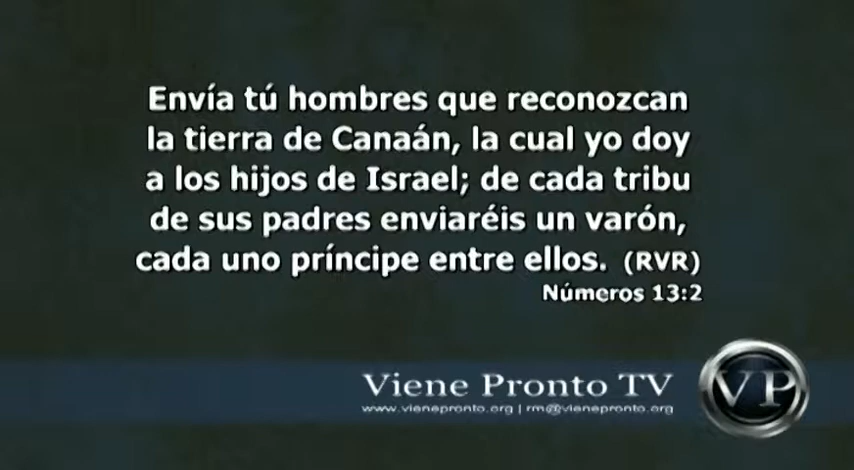 Envía tú hombres que reconozcan
la tierra de Canaán, la cual yo doy
a los hijos de Israel; de cada tribu
de sus padres enviaréis un varón,
cada uno príncipe entre ellos. (RVR)
Números 13:2
Viene Pronto TV
www.vienepronto.org | rm@vienepronto.org
VP